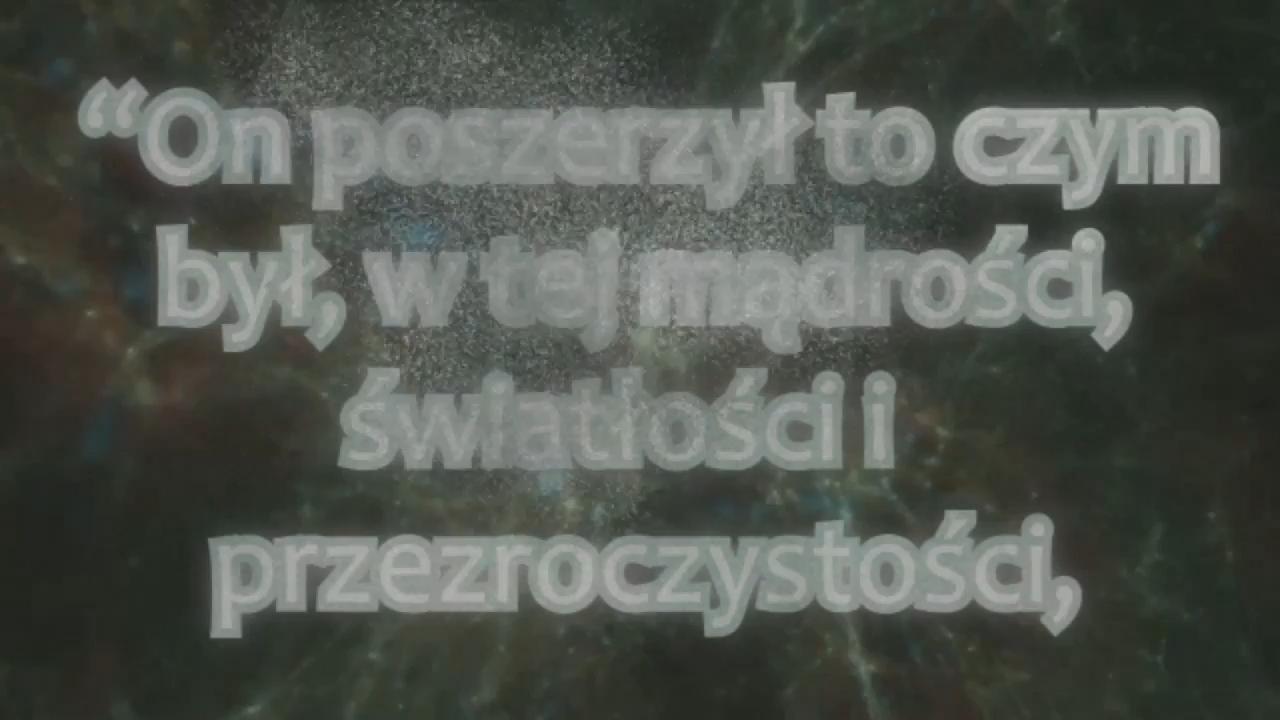 “On poszerzył to czym
był, w tej mądrości,
światłości i
przezroczystości,